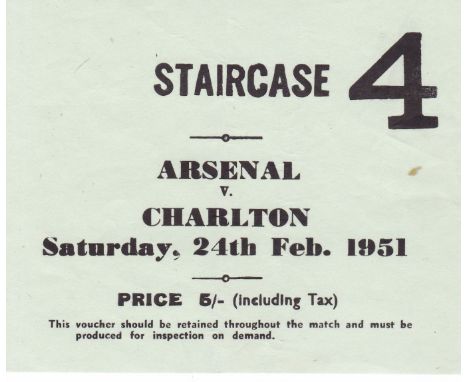 STAIRCASE 4
ARSENAL
v.
CHARLTON
Saturday, 24th Feb. 1951
PRICE 5/- (including Tax)
This voucher should be retained throughout the match and must be
produced for inspection on demand.